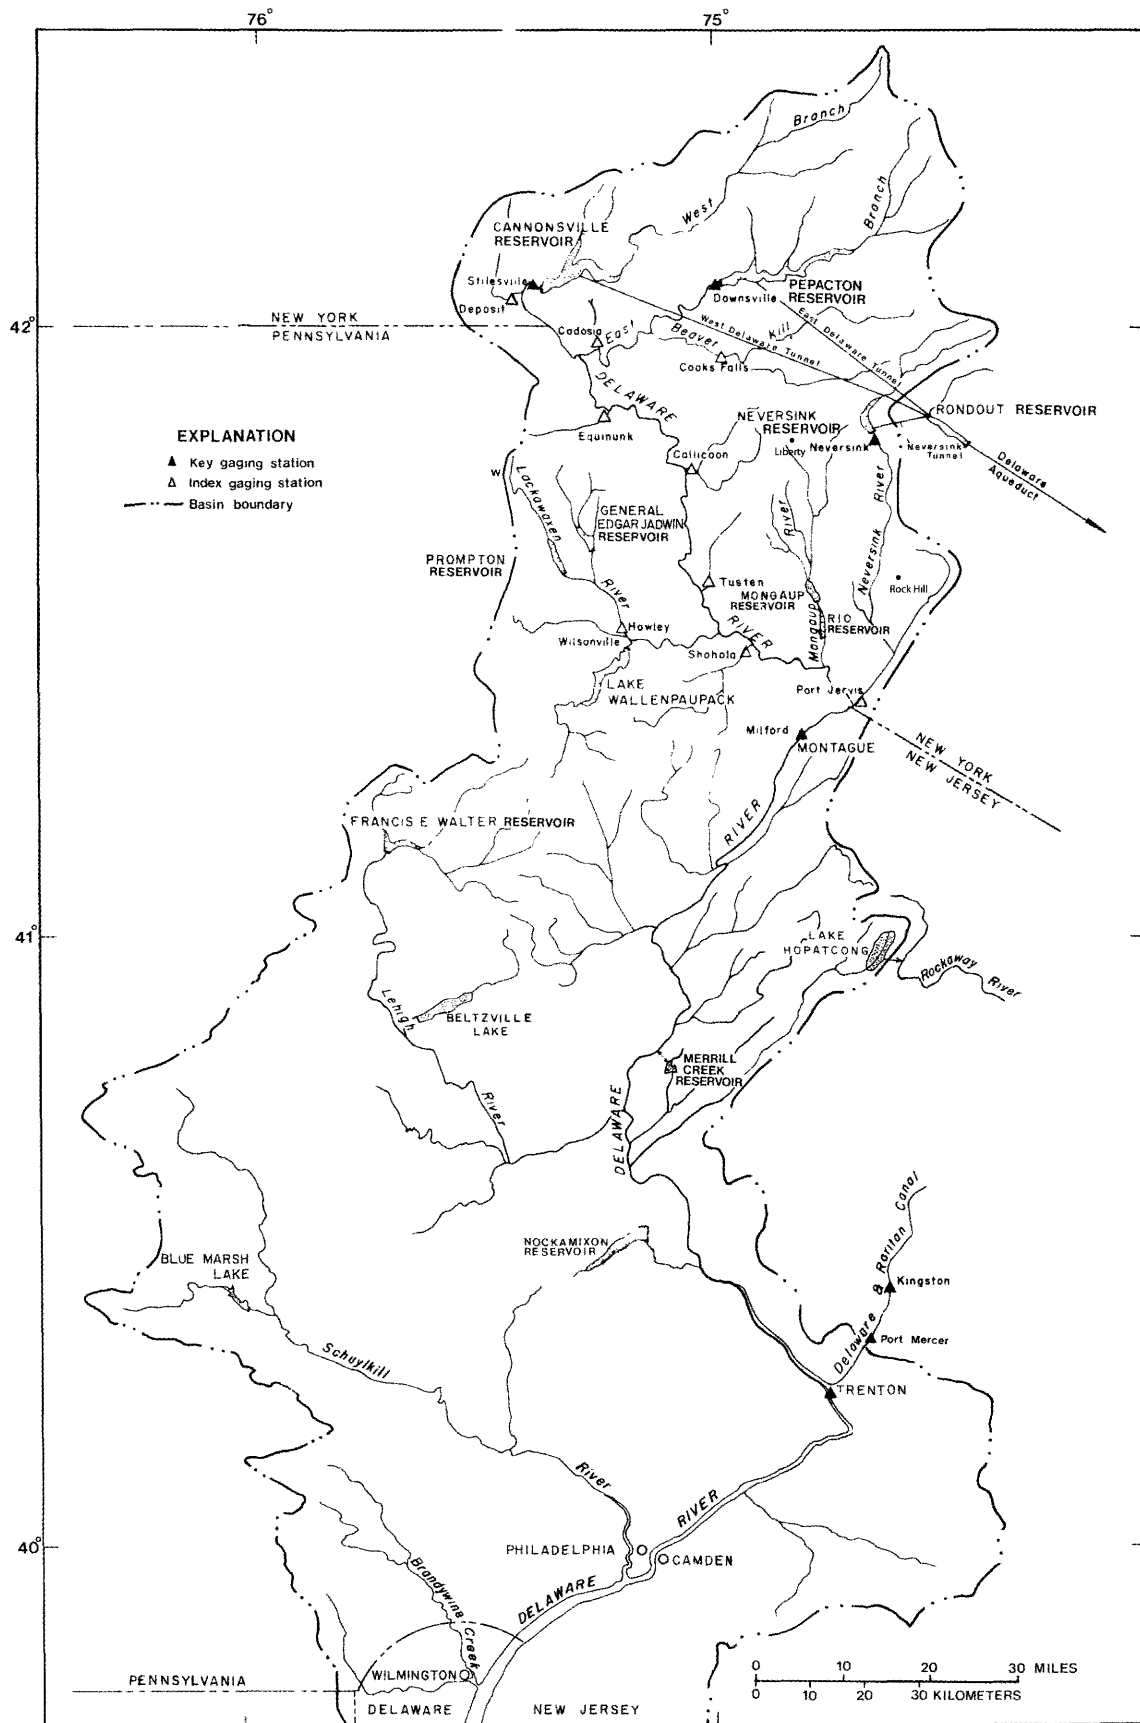 76°
75°
Branch
West
Branch
CANNONSVILLE
RESERVOIR
Stilesville
Deposit
PEPACTON
RESERVOIR
Downsville
42°
NEW YORK
PENNSYLVANIA
Cadosia
East
Beaver
Kill
West Delaware Tunnel
East Delaware Tunnel
Cooks Falls
DELAWARE
RONDOUT RESERVOIR
NEVERSINK
RESERVOIR
Liberty
Neversink
Neversink
Tunnel
Delaware
Aqueduct
EXPLANATION
Key gaging station
Index gaging station
Basin boundary
Equinunk
Callicoon
W
Lackawaxen
River
GENERAL
EDGAR JADWIN
RESERVOIR
River
Neversink
River
PROMPTON
RESERVOIR
Rock Hill
Tusten
MONGAUP
RESERVOIR
RIO
RESERVOIR
Mongaup
RIVER
Hawley
Wilsonville
Shohola
LAKE
WALLENPAUPACK
Port Jervis
Milford
MONTAGUE
NEW YORK
NEW JERSEY
RIVER
FRANCIS E WALTER RESERVOIR
41°
LAKE
HOPATCONG
Rockaway
River
Lehigh
BELTZVILLE
LAKE
MERRILL
CREEK
RESERVOIR
River
DELAWARE
NOCKAMIXON
RESERVOIR
Delaware & Raritan Canal
BLUE MARSH
LAKE
Kingston
Port Mercer
Schuylkill
TRENTON
River
RIVER
40°
PHILADELPHIA
CAMDEN
Brandywine
Creek
DELAWARE
WILMINGTON
PENNSYLVANIA
DELAWARE
NEW JERSEY
0 10 20 30 MILES
0 10 20 30 KILOMETERS